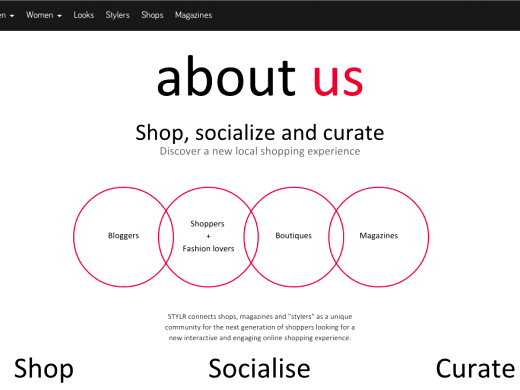 en Women Looks Stylers Shops Magazines
about us
Shop, socialize and curate
Discover a new local shopping experience
Bloggers
Shoppers
+
Fashion lovers
Boutiques
Magazines
STYLR connects shops, magazines and "stylers" as a unique
community for the next generation of shoppers looking for a
new interactive and engaging online shopping experience.
Shop Socialise Curate